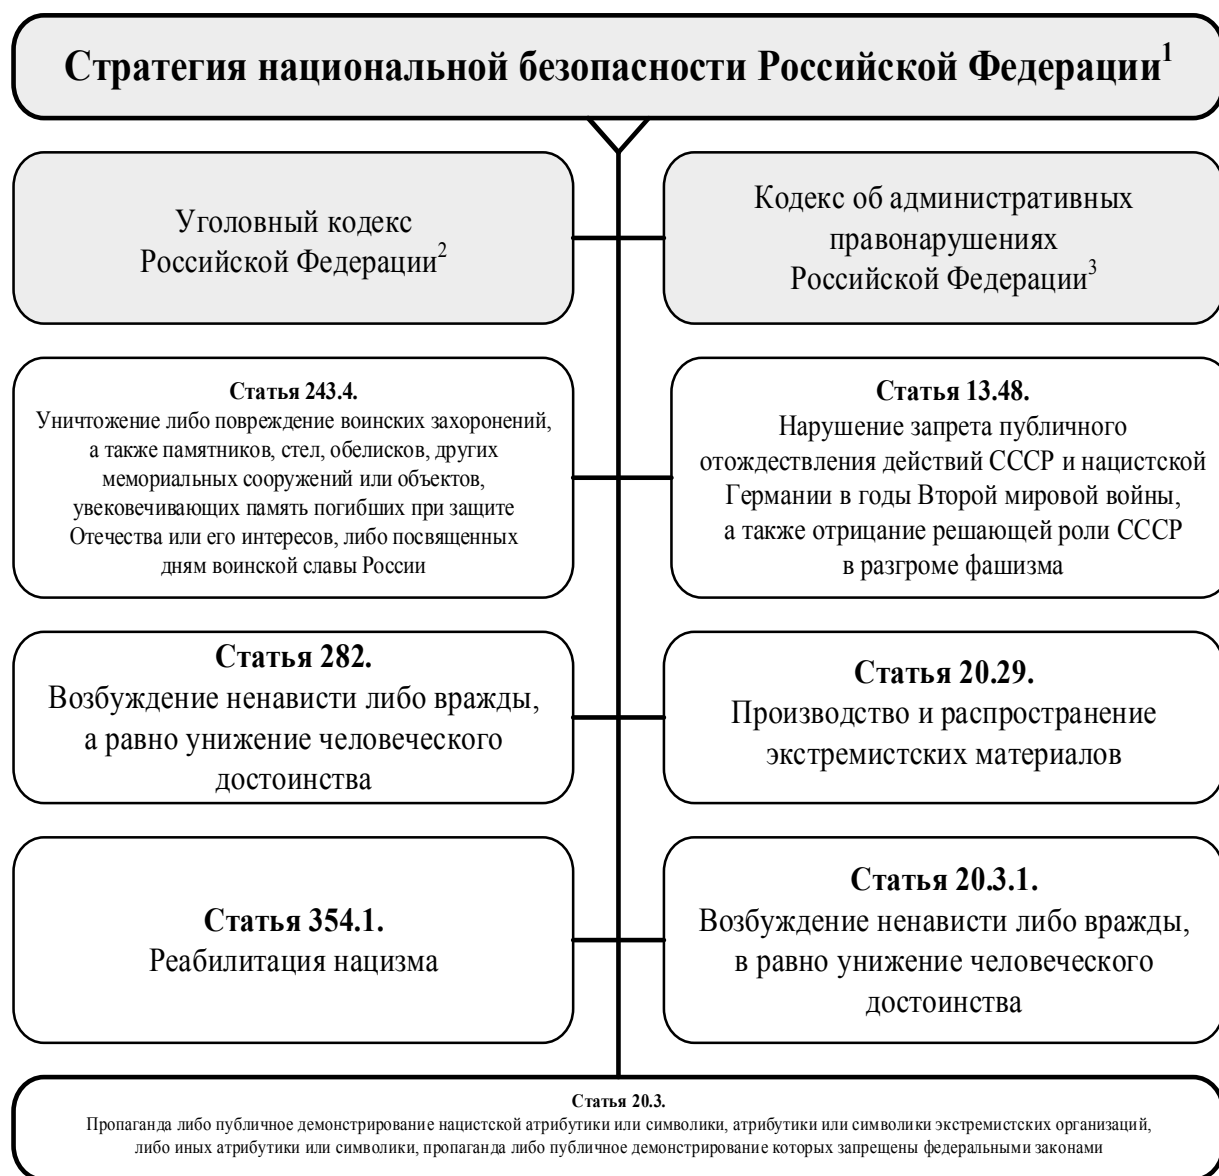 Стратегия национальной безопасности Российской Федерации1
Уголовный кодекс
Российской Федерации2
Кодекс об административных
правонарушениях
Российской Федерации3
Статья 243.4.
Уничтожение либо повреждение воинских захоронений,
а также памятников, стел, обелисков, других
мемориальных сооружений или объектов,
увековечивающих память погибших при защите
Отечества или его интересов, либо посвященных
дням воинской славы России
Статья 13.48.
Нарушение запрета публичного
отождествления действий СССР и нацистской
Германии в годы Второй мировой войны,
а также отрицание решающей роли СССР
в разгроме фашизма
Статья 282.
Возбуждение ненависти либо вражды,
а равно унижение человеческого
достоинства
Статья 20.29.
Производство и распространение
экстремистских материалов
Статья 354.1.
Реабилитация нацизма
Статья 20.3.1.
Возбуждение ненависти либо вражды,
в равно унижение человеческого
достоинства
Статья 20.3.
Пропаганда либо публичное демонстрирование нацистской атрибутики или символики, атрибутики или символики экстремистских организаций,
либо иных атрибутики или символики, пропаганда либо публичное демонстрирование которых запрещены федеральными законами